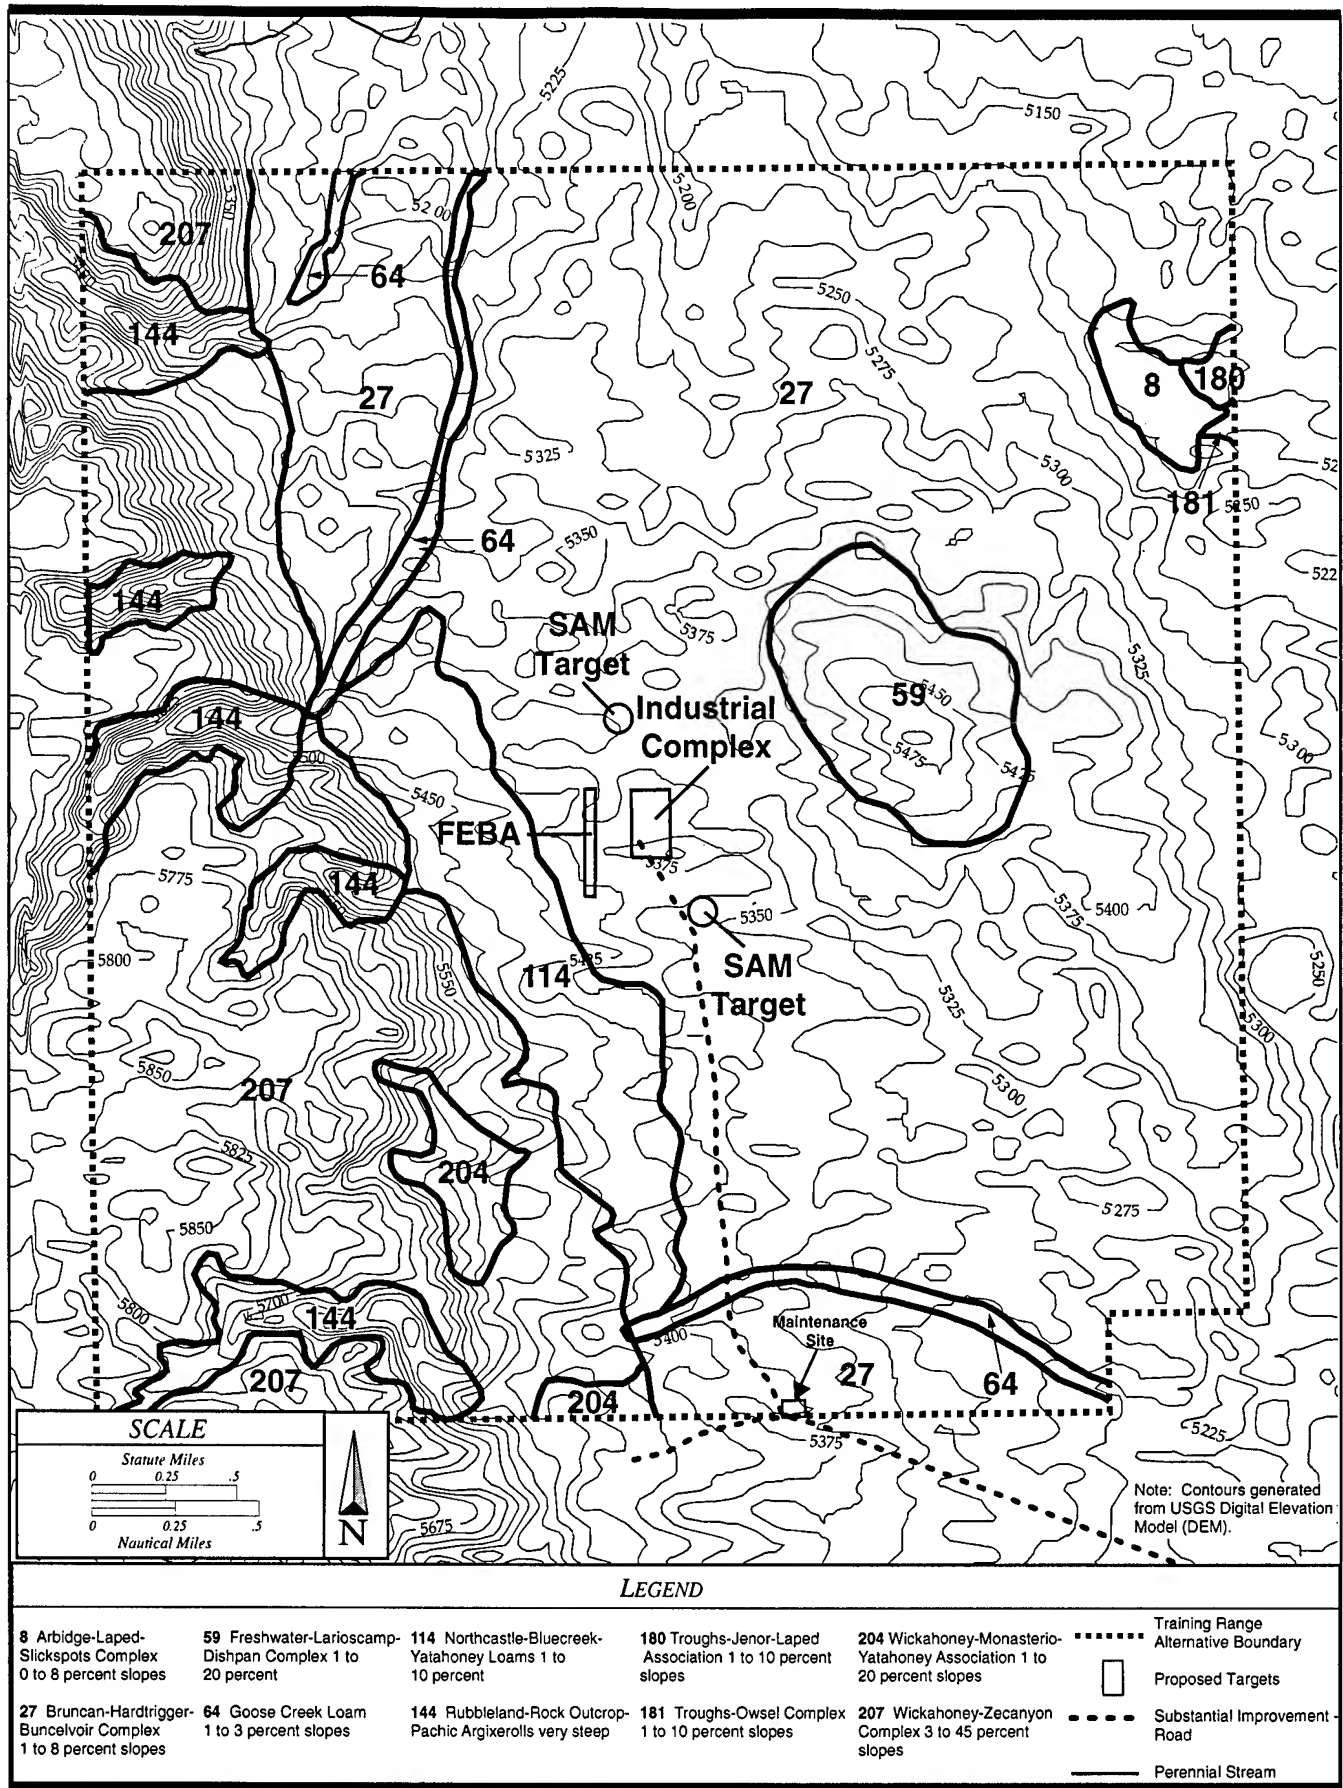 5225
5150
5200
5200
207
64
144
5250
5275
8
180
27
27
5325
5300
181
5250
64
5350
144
SAM
Target
5375
5325
59
5450
Industrial
Complex
144
5500
5475
5425
5300
5450
FEBA
5375
5775
144
5375
5400
5350
5800
114
5425
SAM
Target
5550
5325
5250
5300
5850
207
5300
5825
204
5275
5850
5800
5700
144
5400
Maintenance
Site
27
64
207
204
5375
5225
SCALE
Statute Miles
0 0.25 .5
0 0.25 .5
Nautical Miles
N
5675
Note: Contours generated
from USGS Digital Elevation
Model (DEM).
LEGEND
8 Arbidge-Laped-
Slickspots Complex
0 to 8 percent slopes
27 Bruncan-Hardtrigger-
Buncelvoir Complex
1 to 8 percent slopes
59 Freshwater-Larioscamp-
Dishpan Complex 1 to
20 percent
64 Goose Creek Loam
1 to 3 percent slopes
114 Northcastle-Bluecreek-
Yatahoney Loams 1 to
10 percent
144 Rubbleland-Rock Outcrop-
Pachic Argixerolls very steep
180 Troughs-Jenor-Laped
Association 1 to 10 percent
slopes
181 Troughs-Owsel Complex
1 to 10 percent slopes
204 Wickahoney-Monasterio-
Yatahoney Association 1 to
20 percent slopes
207 Wickahoney-Zecanyon
Complex 3 to 45 percent
slopes
Training Range
Alternative Boundary
Proposed Targets
Substantial Improvement -
Road
Perennial Stream